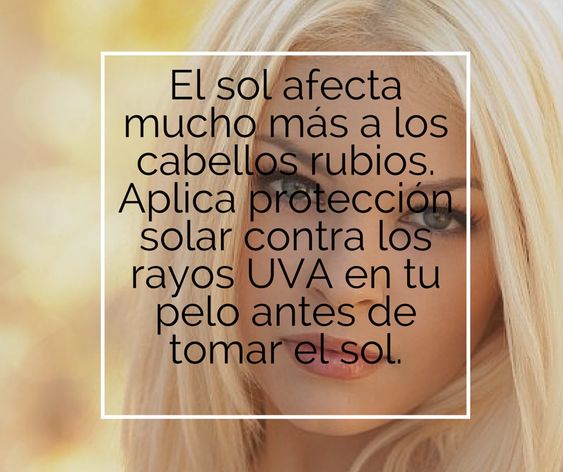 El sol afecta
mucho más a los
cabellos rubios.
Aplica protección
solar contra los
rayos UVA en tu
pelo antes de
tomar el sol.